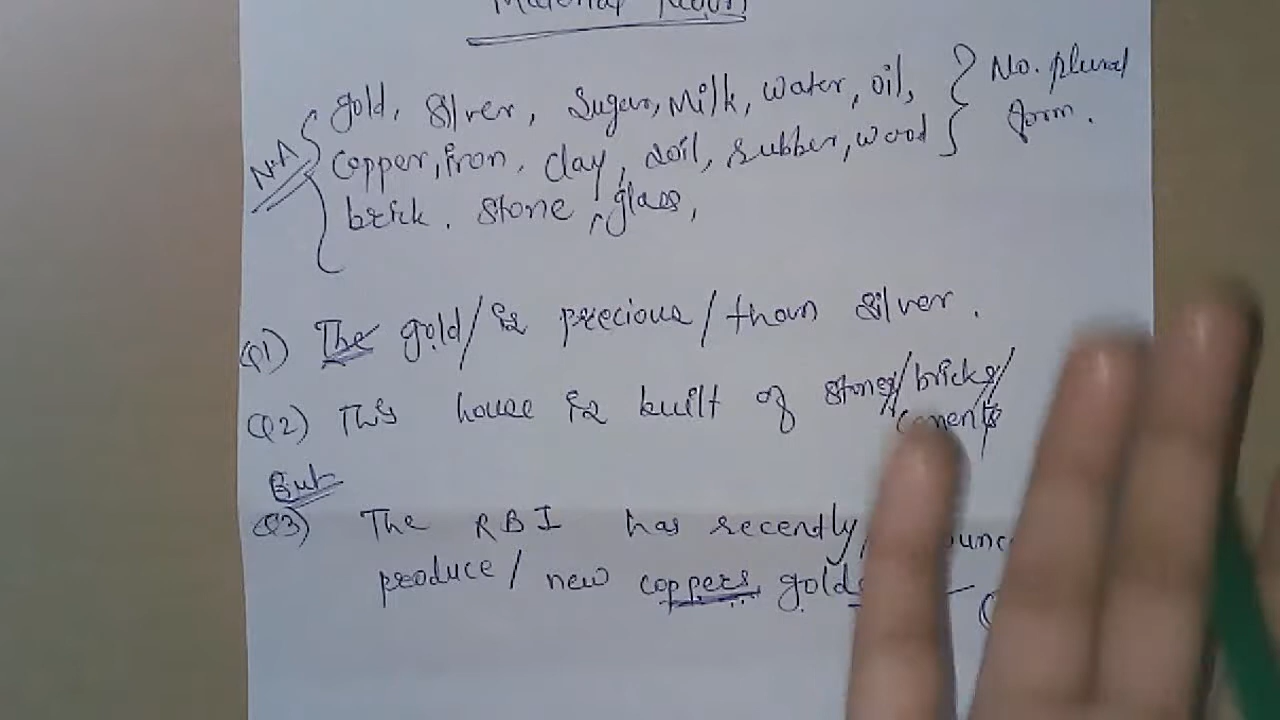 Material Noun
gold, Silver, Sugar, Milk, water, oil, } No. plural
N.A { Copper, iron, clay, soil, rubber, wood } form.
brick. Stone, glass,
Q1) The gold/is precious/than silver.
Q2) This house is built of stones/bricks/
cements
But
Q3) The RBI has recently,
produce/ new coppers, golds